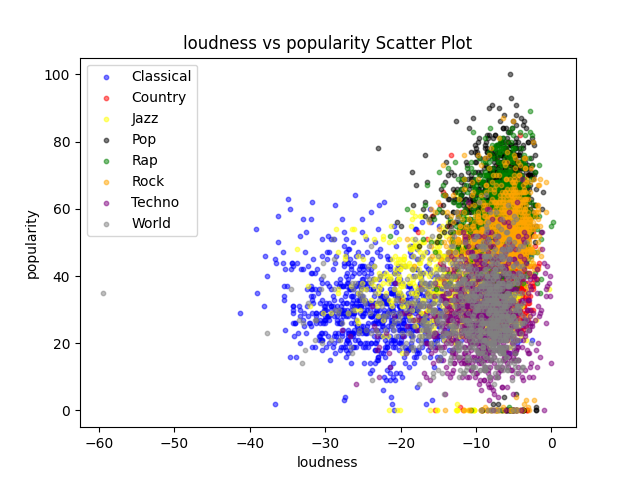 loudness vs popularity Scatter Plot
Classical
Country
Jazz
Pop
Rap
Rock
Techno
World
popularity
100
80
60
40
20
0
−60 −50 −40 −30 −20 −10 0
loudness